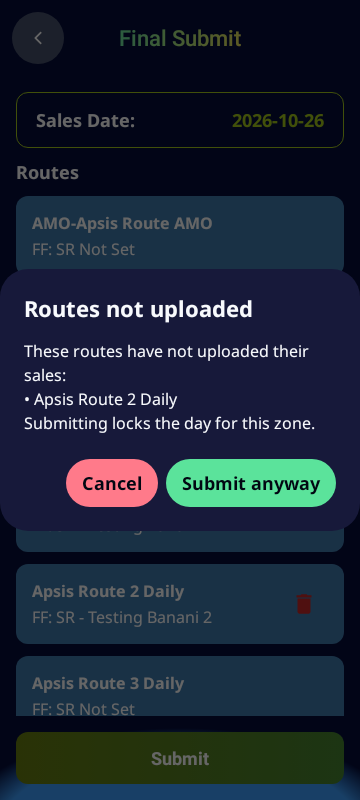 Final Submit
Sales Date: 2026-10-26
Routes
AMO-Apsis Route AMO
FF: SR Not Set
Routes not uploaded
These routes have not uploaded their
sales:
• Apsis Route 2 Daily
Submitting locks the day for this zone.
Cancel Submit anyway
Apsis Route 2 Daily
FF: SR - Testing Banani 2
Apsis Route 3 Daily
FF: SR Not Set
Submit